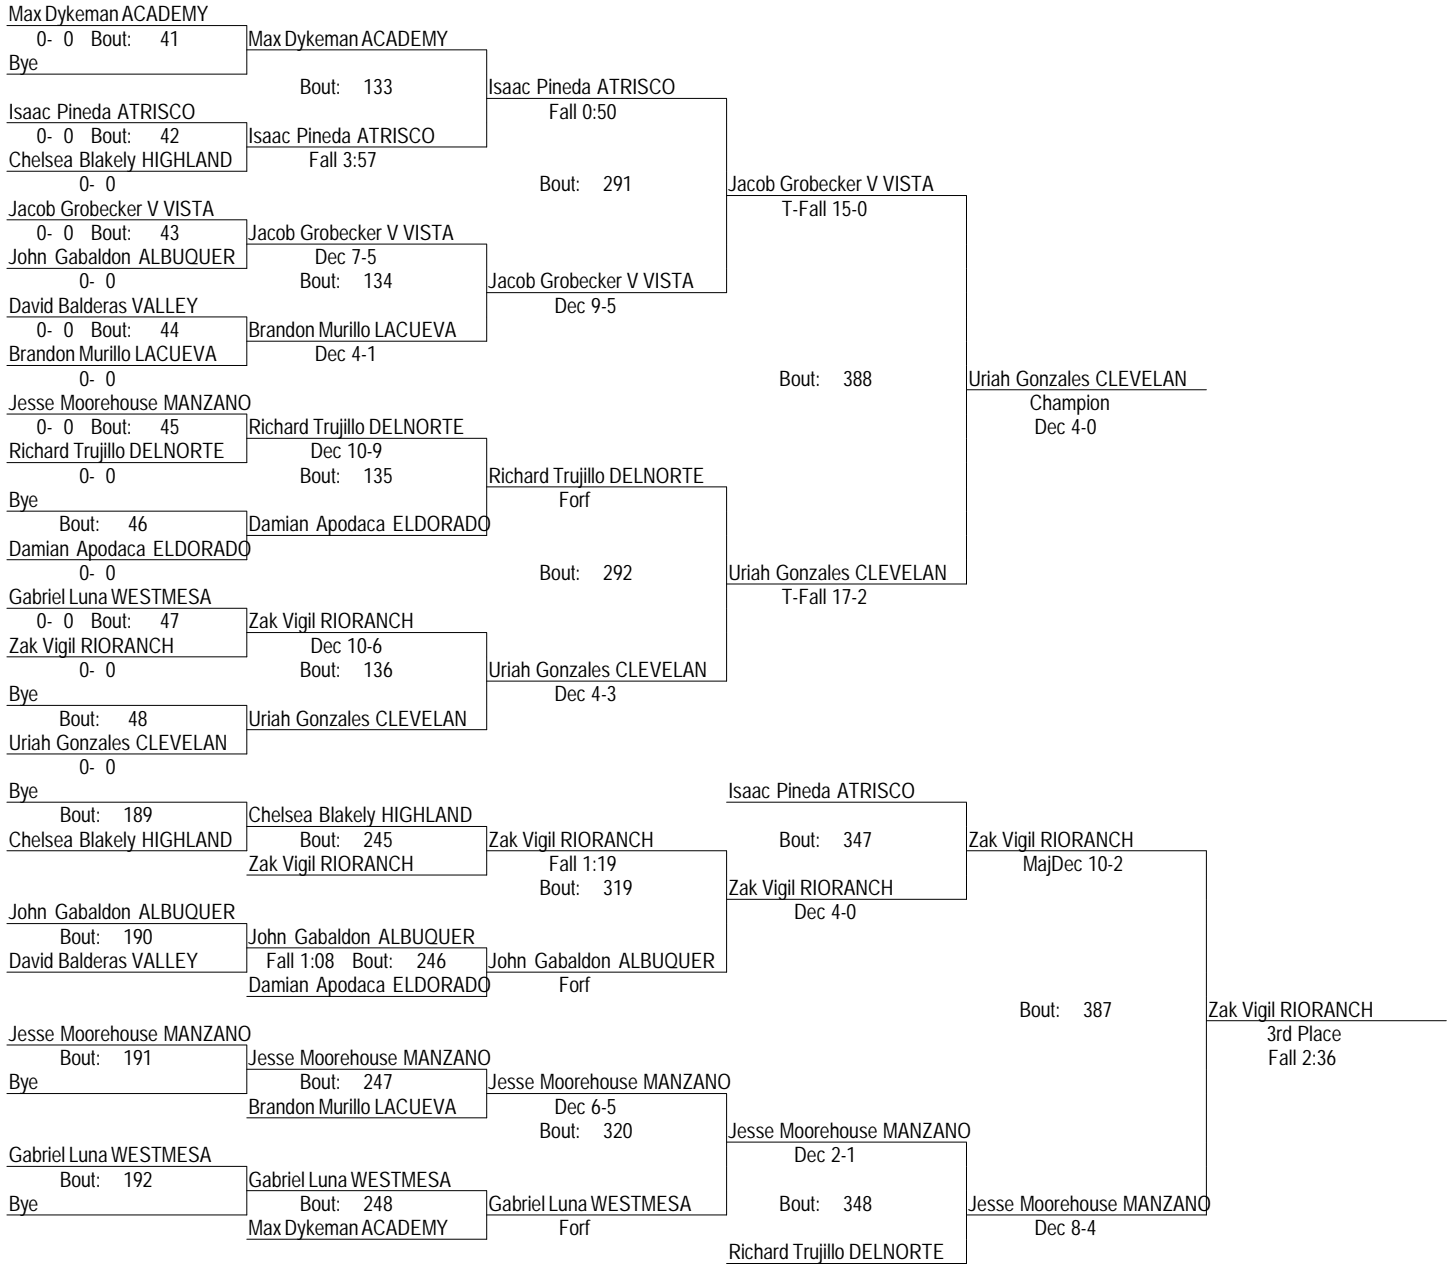 Max Dykeman ACADEMY
0- 0 Bout: 41
Bye
Max Dykeman ACADEMY
Bout: 133
Isaac Pineda ATRISCO
0- 0 Bout: 42
Chelsea Blakely HIGHLAND
0- 0
Isaac Pineda ATRISCO
Fall 3:57
Isaac Pineda ATRISCO
Fall 0:50
Bout: 291
Jacob Grobecker V VISTA
0- 0 Bout: 43
John Gabaldon ALBUQUER
0- 0
Jacob Grobecker V VISTA
Dec 7-5
Bout: 134
David Balderas VALLEY
0- 0 Bout: 44
Brandon Murillo LACUEVA
0- 0
Brandon Murillo LACUEVA
Dec 4-1
Jacob Grobecker V VISTA
Dec 9-5
Jacob Grobecker V VISTA
T-Fall 15-0
Bout: 388
Jesse Moorehouse MANZANO
0- 0 Bout: 45
Richard Trujillo DELNORTE
0- 0
Richard Trujillo DELNORTE
Dec 10-9
Bout: 135
Bye
Bout: 46
Damian Apodaca ELDORADO
0- 0
Damian Apodaca ELDORADO
Richard Trujillo DELNORTE
Forf
Bout: 292
Gabriel Luna WESTMESA
0- 0 Bout: 47
Zak Vigil RIORANCH
0- 0
Zak Vigil RIORANCH
Dec 10-6
Bout: 136
Bye
Bout: 48
Uriah Gonzales CLEVELAN
0- 0
Uriah Gonzales CLEVELAN
Uriah Gonzales CLEVELAN
Dec 4-3
Uriah Gonzales CLEVELAN
T-Fall 17-2
Uriah Gonzales CLEVELAN
Champion
Dec 4-0
Bye
Bout: 189
Chelsea Blakely HIGHLAND
Chelsea Blakely HIGHLAND
Bout: 245
Zak Vigil RIORANCH
Zak Vigil RIORANCH
Fall 1:19
Bout: 319
John Gabaldon ALBUQUER
Bout: 190
David Balderas VALLEY
John Gabaldon ALBUQUER
Fall 1:08 Bout: 246
Damian Apodaca ELDORADO
John Gabaldon ALBUQUER
Forf
Isaac Pineda ATRISCO
Bout: 347
Zak Vigil RIORANCH
Dec 4-0
Zak Vigil RIORANCH
MajDec 10-2
Bout: 387
Jesse Moorehouse MANZANO
Bout: 191
Bye
Jesse Moorehouse MANZANO
Bout: 247
Brandon Murillo LACUEVA
Jesse Moorehouse MANZANO
Dec 6-5
Bout: 320
Gabriel Luna WESTMESA
Bout: 192
Bye
Gabriel Luna WESTMESA
Bout: 248
Max Dykeman ACADEMY
Gabriel Luna WESTMESA
Forf
Jesse Moorehouse MANZANO
Dec 2-1
Bout: 348
Richard Trujillo DELNORTE
Jesse Moorehouse MANZANO
Dec 8-4
Zak Vigil RIORANCH
3rd Place
Fall 2:36